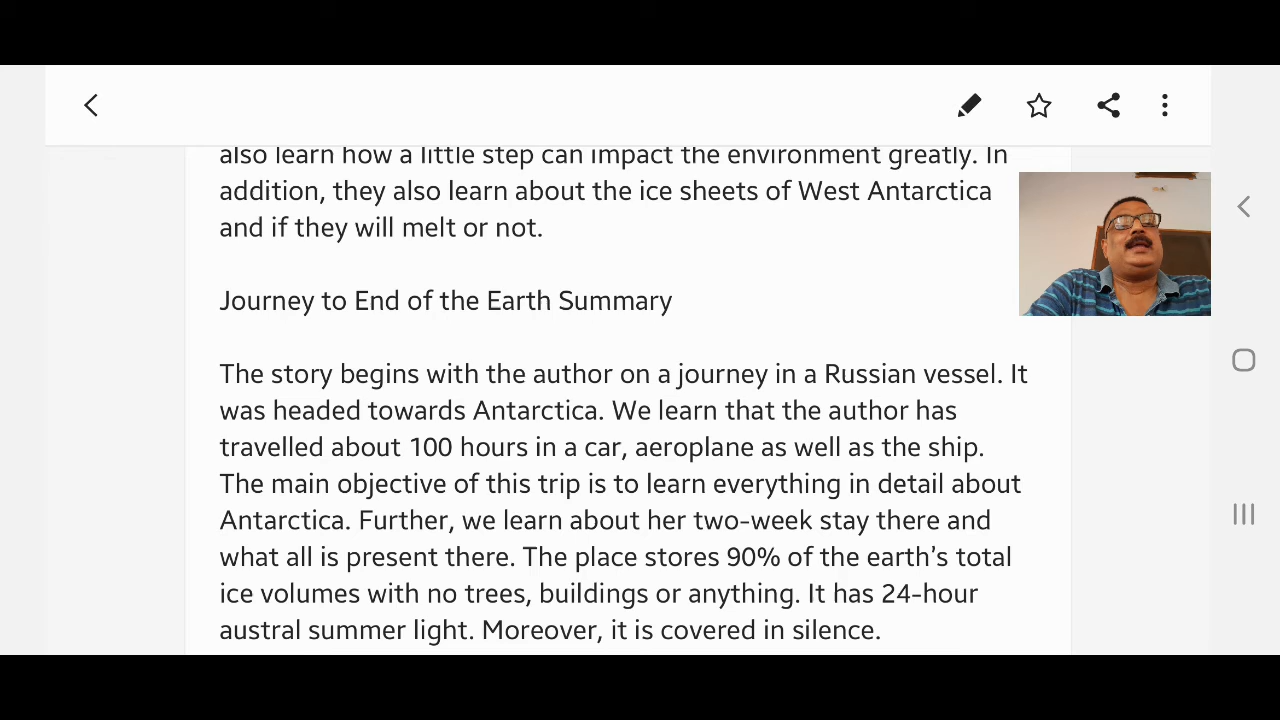 also learn how a little step can impact the environment greatly. In
addition, they also learn about the ice sheets of West Antarctica
and if they will melt or not.
Journey to End of the Earth Summary
The story begins with the author on a journey in a Russian vessel. It
was headed towards Antarctica. We learn that the author has
travelled about 100 hours in a car, aeroplane as well as the ship.
The main objective of this trip is to learn everything in detail about
Antarctica. Further, we learn about her two-week stay there and
what all is present there. The place stores 90% of the earth's total
ice volumes with no trees, buildings or anything. It has 24-hour
austral summer light. Moreover, it is covered in silence.